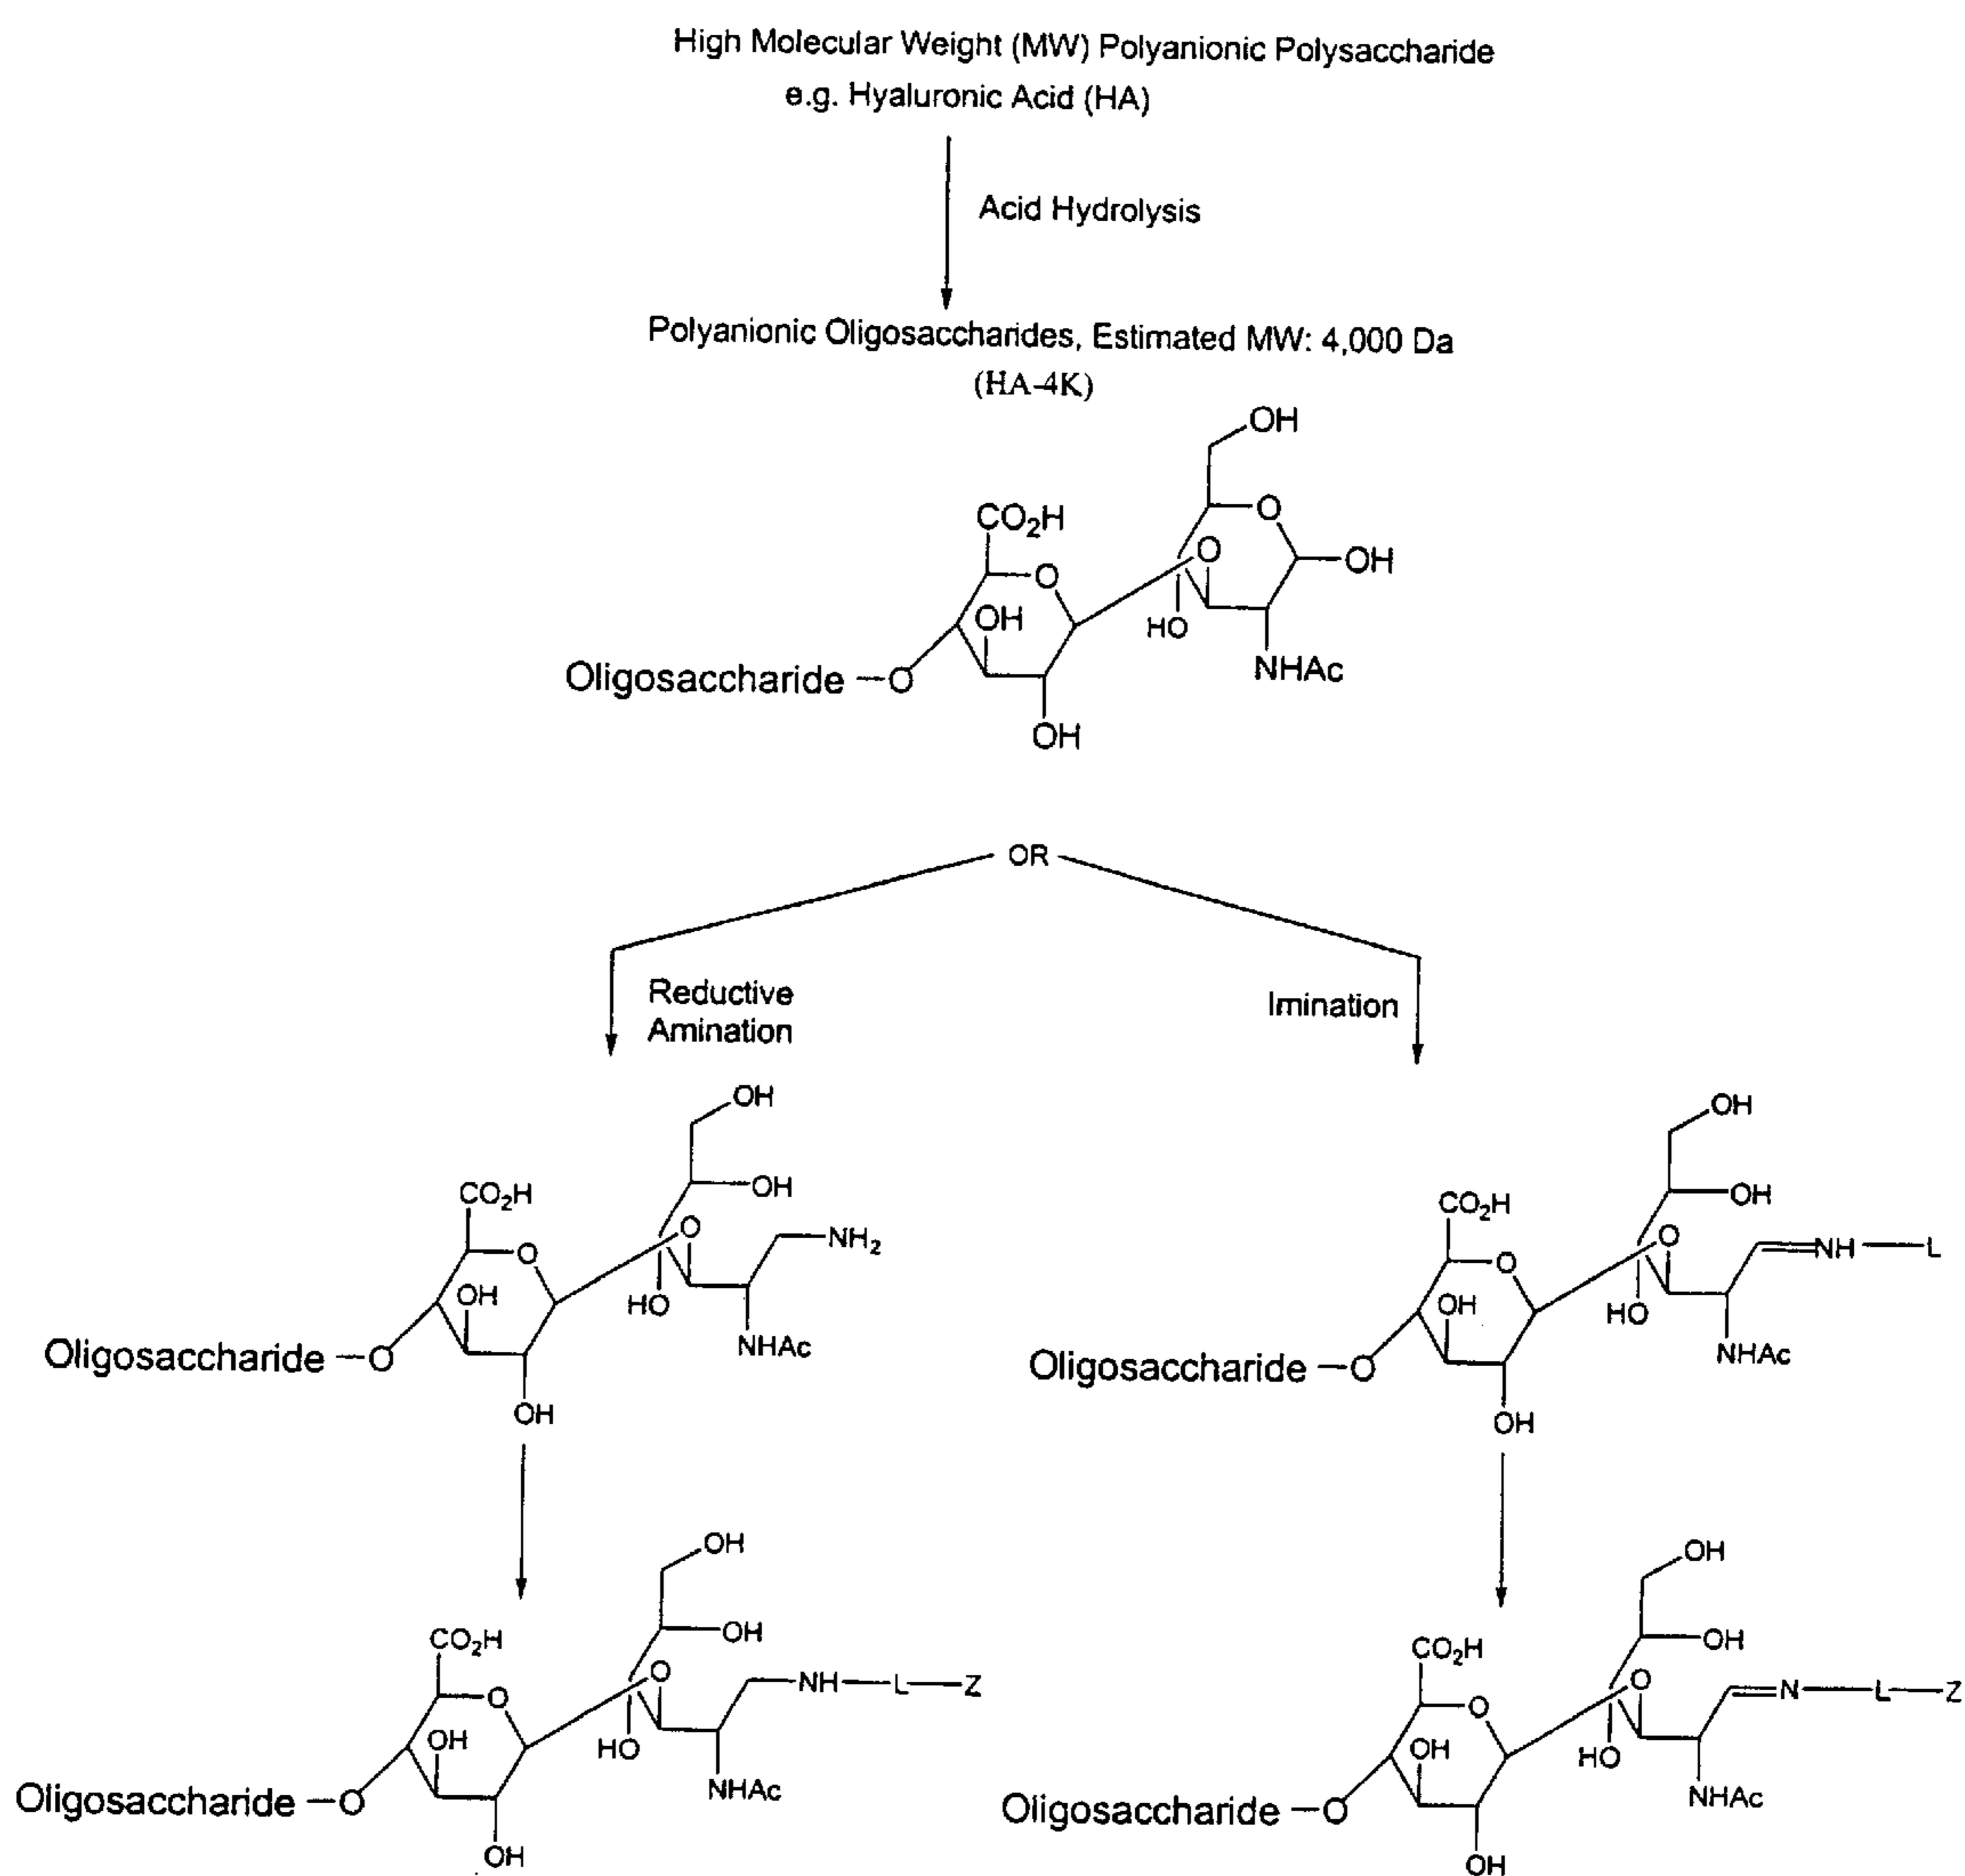 High Molecular Weight (MW) Polyanionic Polysaccharide
e.g. Hyaluronic Acid (HA)
Acid Hydrolysis
Polyanionic Oligosaccharides, Estimated MW: 4,000 Da
(HA-4K)
OH
CO2H
O
O
OH
O
OH
HO
NHAc
Oligosaccharide
O
OH
OR
Reductive
Amination
Imination
OH
OH
CO2H
O
NH2
O
OH
HO
NHAc
Oligosaccharide
O
OH
OH
OH
CO2H
O
NH
L
O
OH
HO
NHAc
Oligosaccharide
O
OH
OH
OH
CO2H
O
NH
L
Z
O
OH
HO
NHAc
Oligosaccharide
O
OH
OH
OH
CO2H
O
N
L
Z
O
OH
HO
NHAc
Oligosaccharide
O
OH